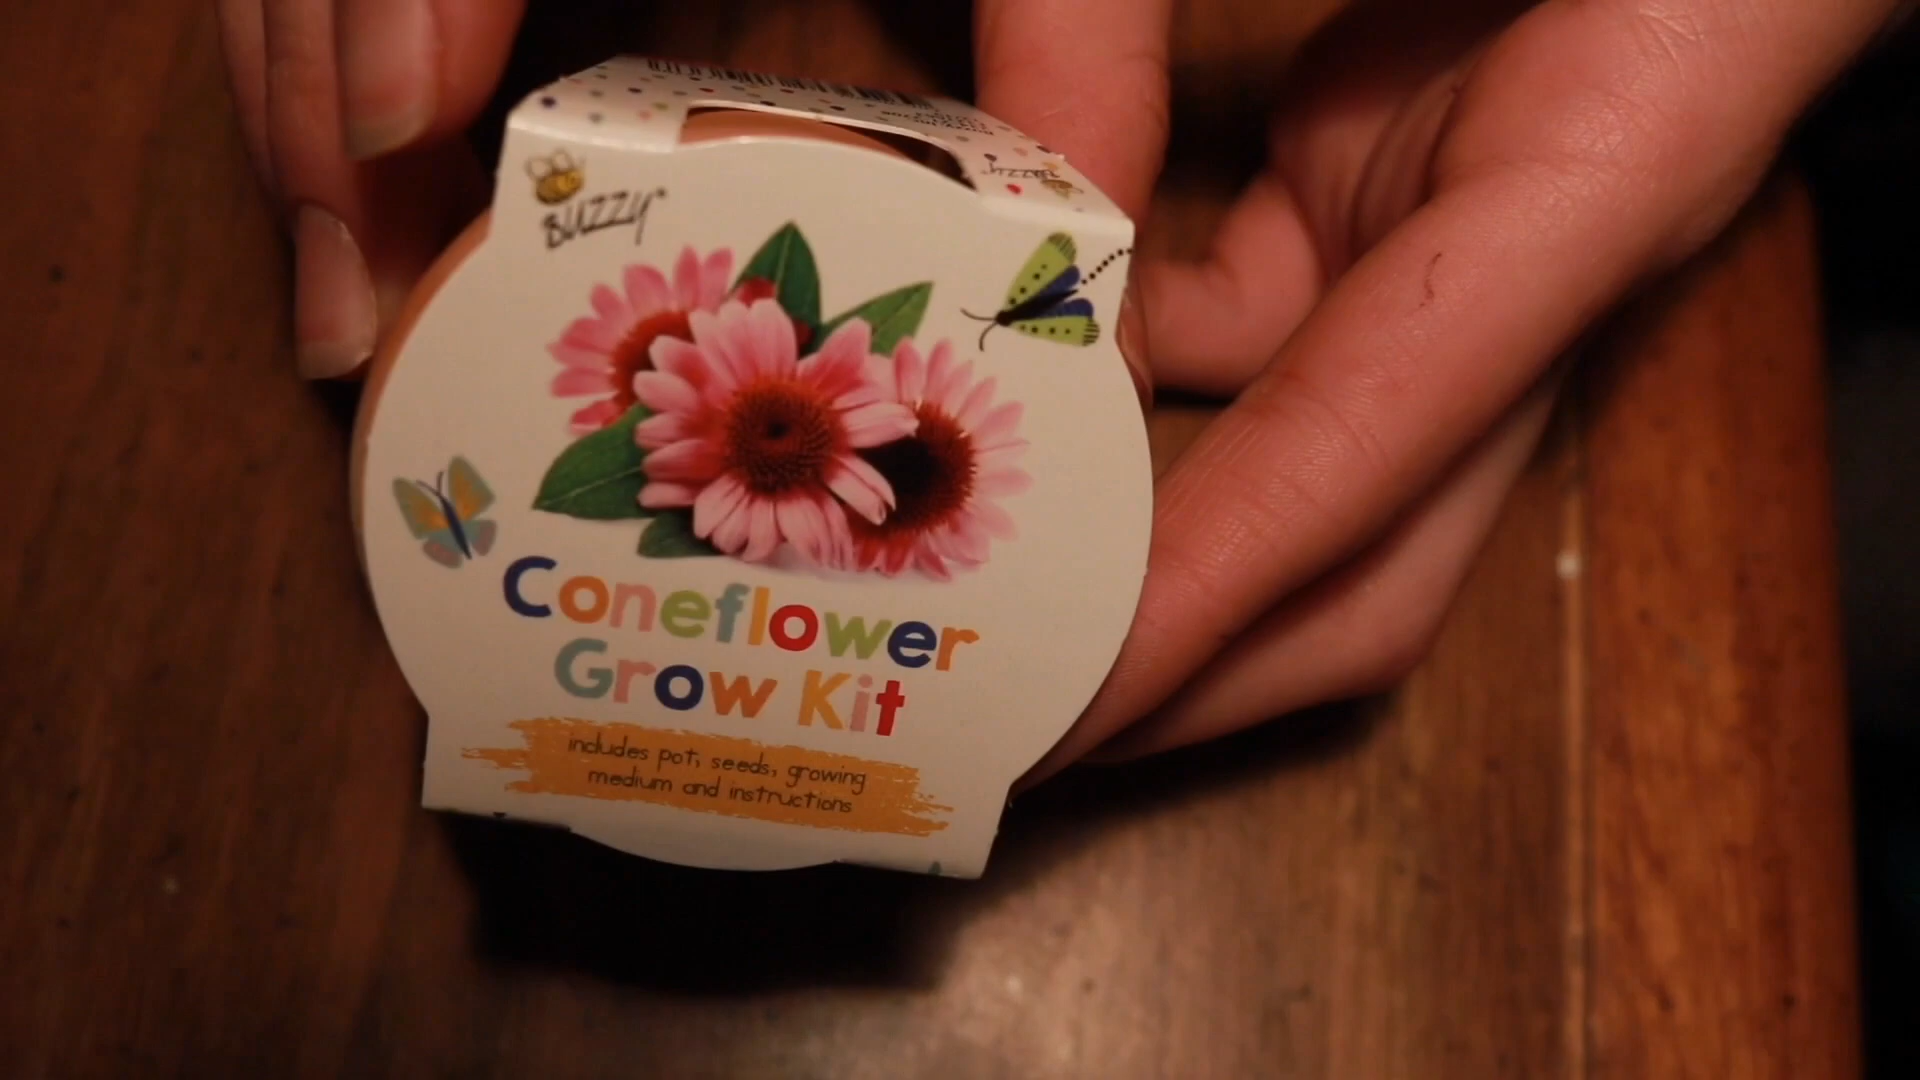 BUZZY
Coneflower
Grow Kit
includes pot, seeds, growing
medium and instructions